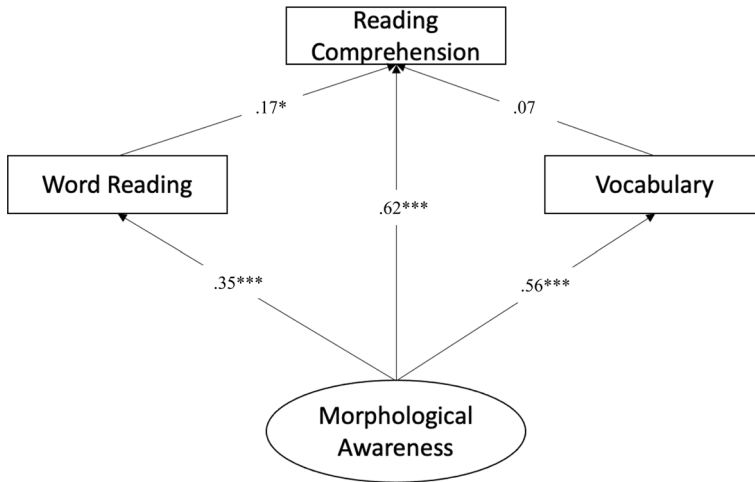 Reading
Comprehension
.17*
.07
Word Reading
.62***
Vocabulary
.35***
.56***
Morphological
Awareness